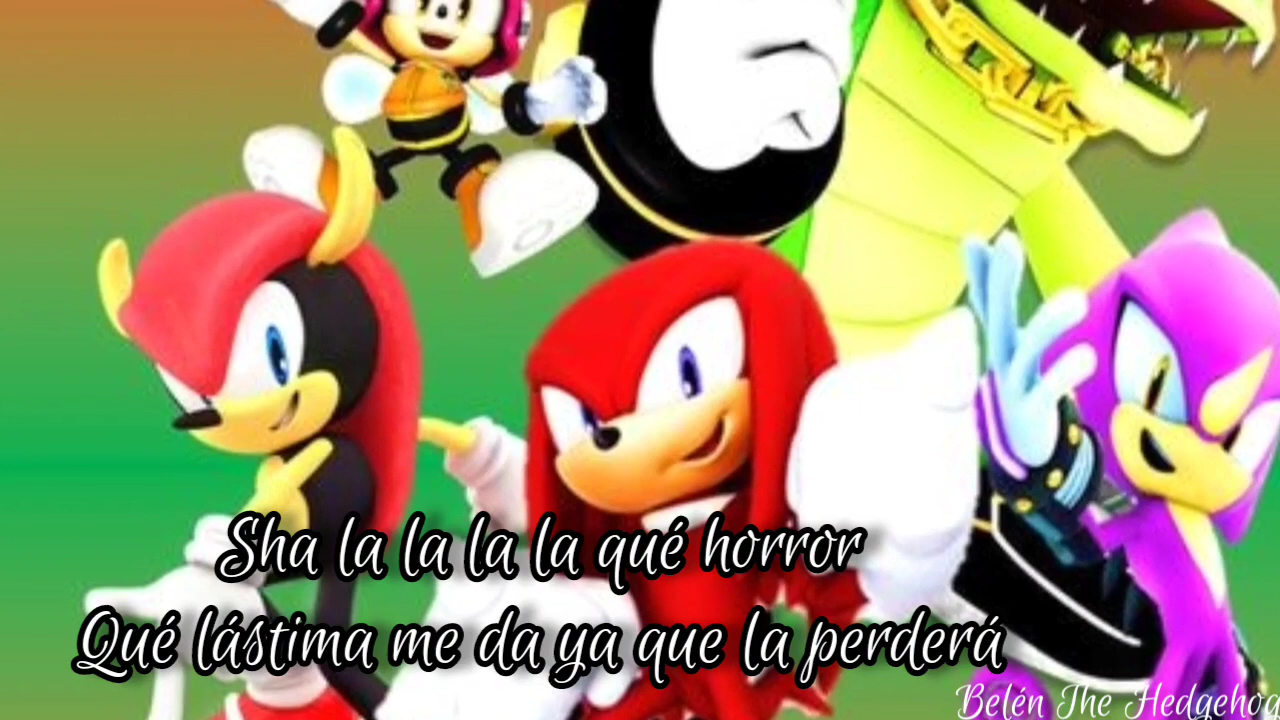 Sha la la la la qué horror
Qué lástima me da ya que la perderá
Belén The Hedgehog